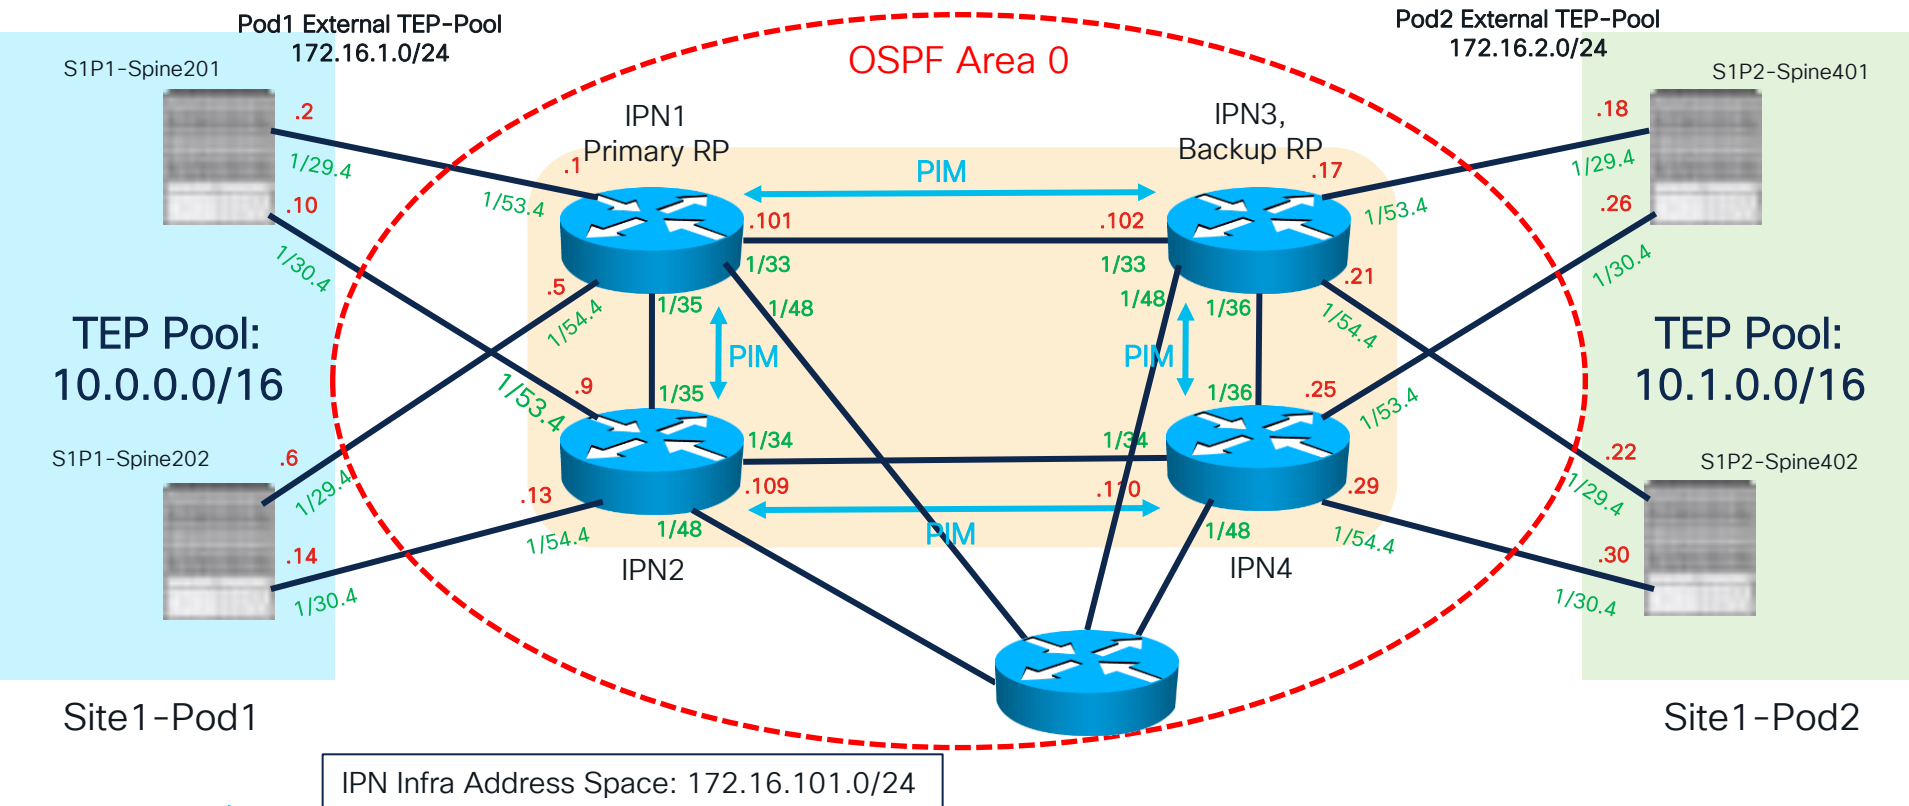 Pod1 External TEP-Pool
172.16.1.0/24
Pod2 External TEP-Pool
172.16.2.0/24
OSPF Area 0
S1P1-Spine201
S1P2-Spine401
.2
1/29.4
.10
1/30.4
IPN1
Primary RP
.1
1/53.4
IPN3,
Backup RP
.17
1/53.4
.18
1/29.4
.26
1/30.4
PIM
.101
1/33
.102
1/33
.5
1/54.4
1/35
1/48
1/48
1/36
.21
1/54.4
TEP Pool:
10.0.0.0/16
PIM
PIM
TEP Pool:
10.1.0.0/16
1/53.4
.9
1/35
1/36
.25
1/53.4
1/34
1/34
S1P1-Spine202
S1P2-Spine402
.6
1/29.4
.13
1/54.4
.109
1/48
.110
PIM
1/48
.29
1/54.4
.22
1/29.4
.14
1/30.4
.30
1/30.4
IPN2
IPN4
Site1-Pod1
Site1-Pod2
IPN Infra Address Space: 172.16.101.0/24